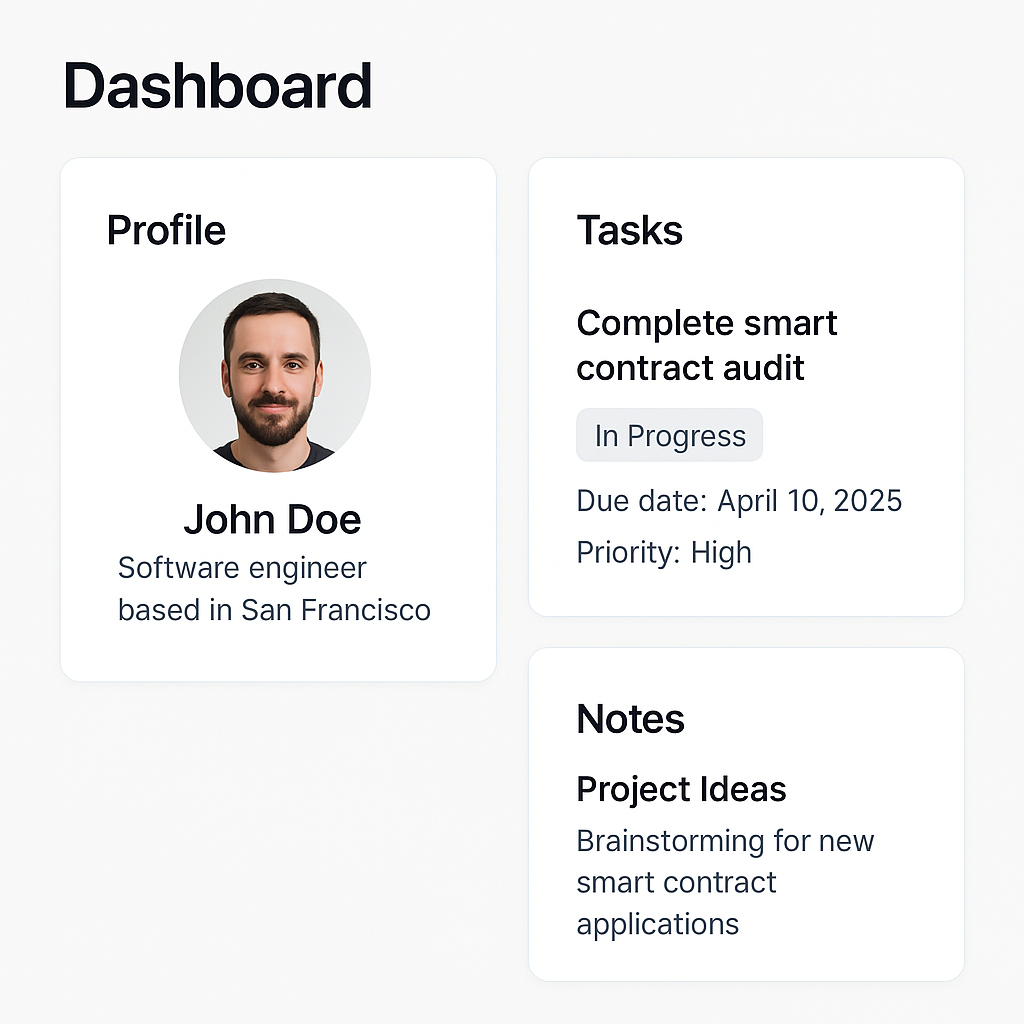 Dashboard
Profile
John Doe
Software engineer
based in San Francisco
Tasks
Complete smart
contract audit
In Progress
Due date: April 10, 2025
Priority: High
Notes
Project Ideas
Brainstorming for new
smart contract
applications